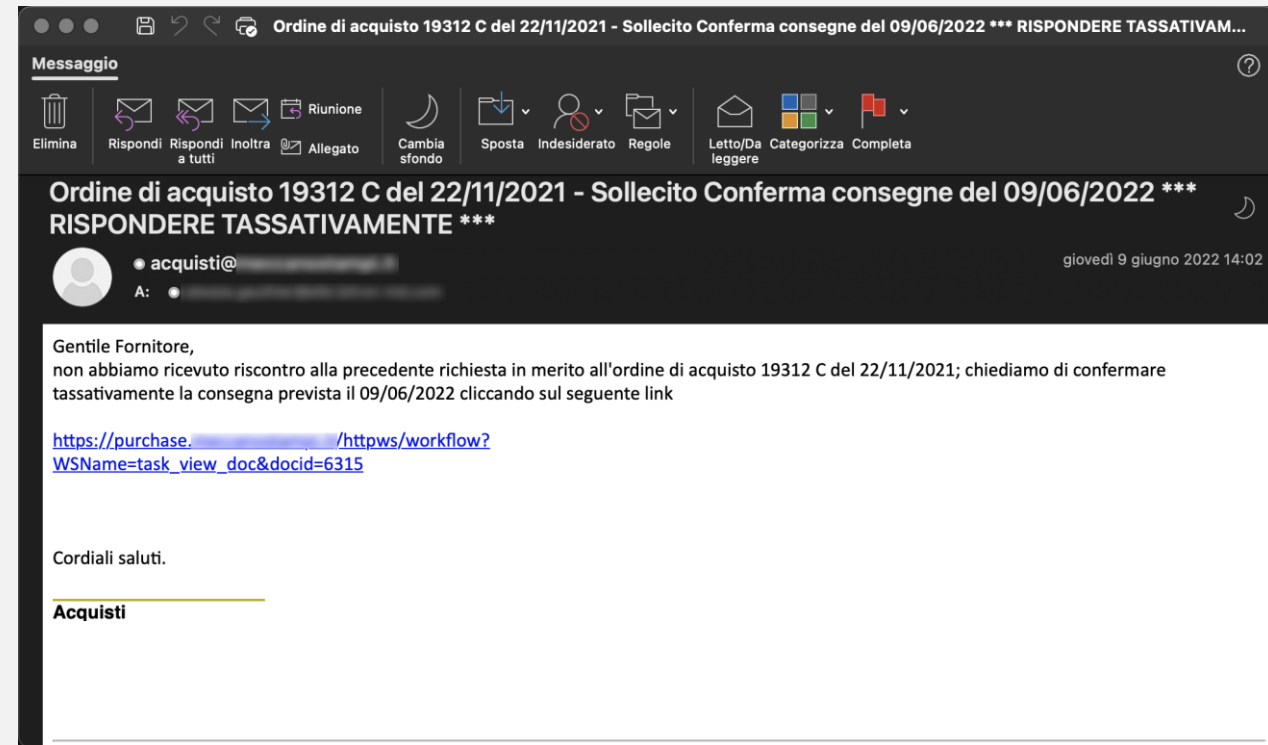 Ordine di acquisto 19312 C del 22/11/2021 - Sollecito Conferma consegne del 09/06/2022 *** RISPONDERE TASSATIVAM...
Messaggio
Elimina
Rispondi
Rispondi a tutti
Inoltra
Riunione
Allegato
Cambia sfondo
Sposta
Indesiderato
Regole
Letto/Da leggere
Categorizza
Completa
Ordine di acquisto 19312 C del 22/11/2021 - Sollecito Conferma consegne del 09/06/2022 ***
RISPONDERE TASSATIVAMENTE ***
acquisti@
giovedì 9 giugno 2022 14:02
A:
Gentile Fornitore,
non abbiamo ricevuto riscontro alla precedente richiesta in merito all'ordine di acquisto 19312 C del 22/11/2021; chiediamo di confermare
tassativamente la consegna prevista il 09/06/2022 cliccando sul seguente link
https://purchase. /httpws/workflow?
WSName=task_view_doc&docid=6315
Cordiali saluti.
Acquisti